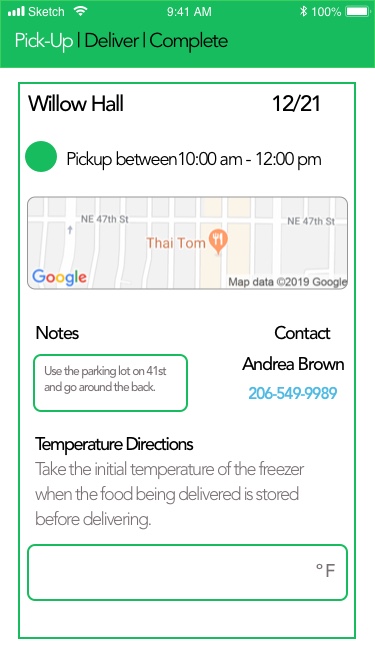 Sketch 9:41 AM 100%
Pick-Up | Deliver | Complete
Willow Hall 12/21
Pickup between10:00 am - 12:00 pm
NE 47th St NE 47th St
Thai Tom
Google Map data ©2019 Google
Notes Contact
Use the parking lot on 41st
and go around the back.
Andrea Brown
206-549-9989
Temperature Directions
Take the initial temperature of the freezer
when the food being delivered is stored
before delivering.
°F